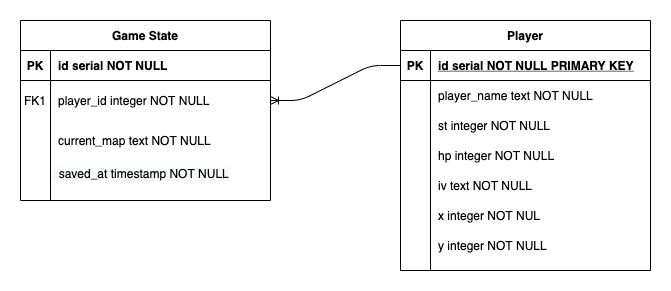 Game State
PK id serial NOT NULL
FK1 player_id integer NOT NULL
current_map text NOT NULL
saved_at timestamp NOT NULL
Player
PK id serial NOT NULL PRIMARY KEY
player_name text NOT NULL
st integer NOT NULL
hp integer NOT NULL
iv text NOT NULL
x integer NOT NUL
y integer NOT NULL